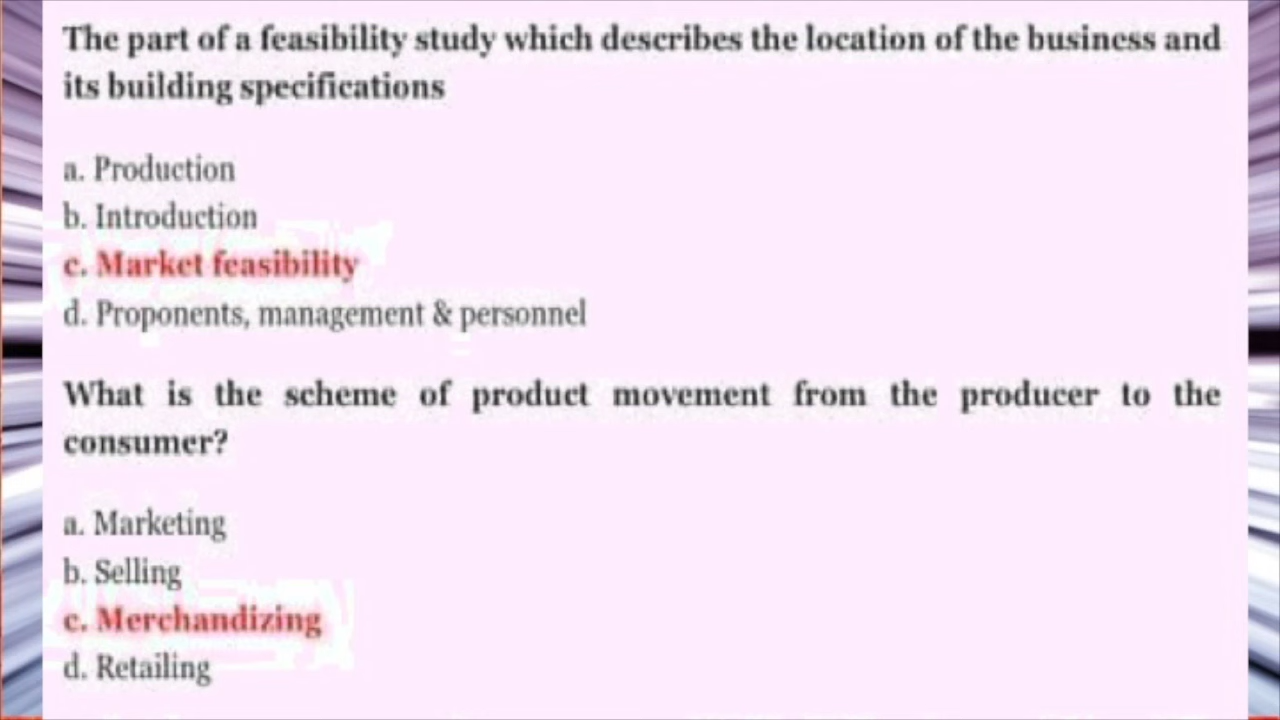 The part of a feasibility study which describes the location of the business and
its building specifications
a. Production
b. Introduction
c. Market feasibility
d. Proponents, management & personnel
What is the scheme of product movement from the producer to the
consumer?
a. Marketing
b. Selling
c. Merchandizing
d. Retailing